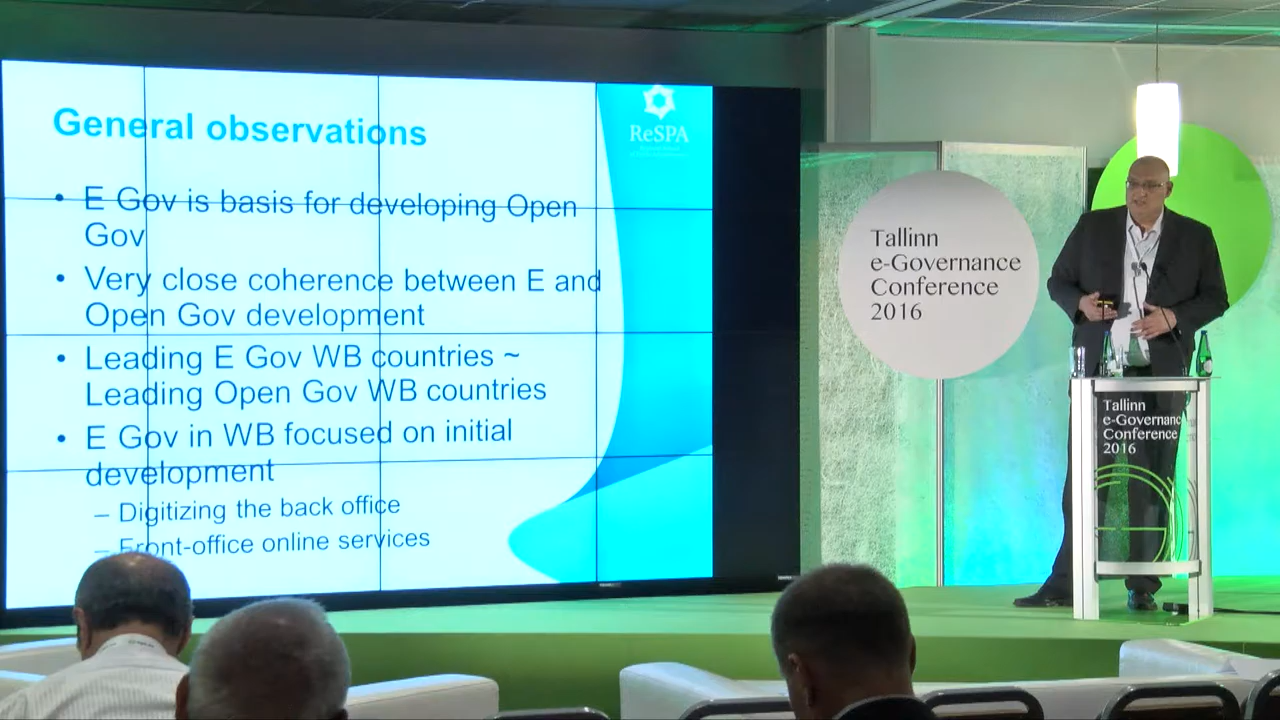 General observations
ReSPA
• E Gov is basis for developing Open
Gov
• Very close coherence between E and
Open Gov development
• Leading E Gov WB countries ~
Leading Open Gov WB countries
• E Gov in WB focused on initial
development
– Digitizing the back office
– Front-office online services
Tallinn
e-Governance
Conference
2016
Tallinn
e-Governance
Conference
2016